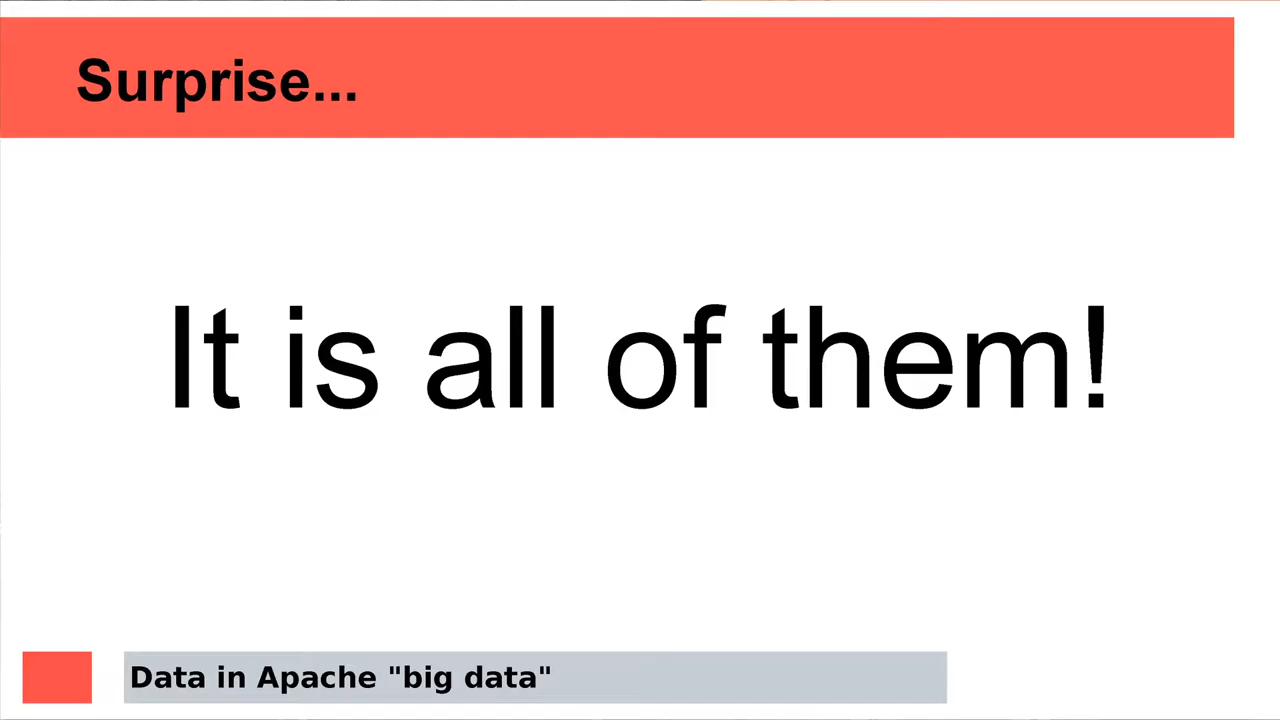 Surprise...
It is all of them!
Data in Apache "big data"